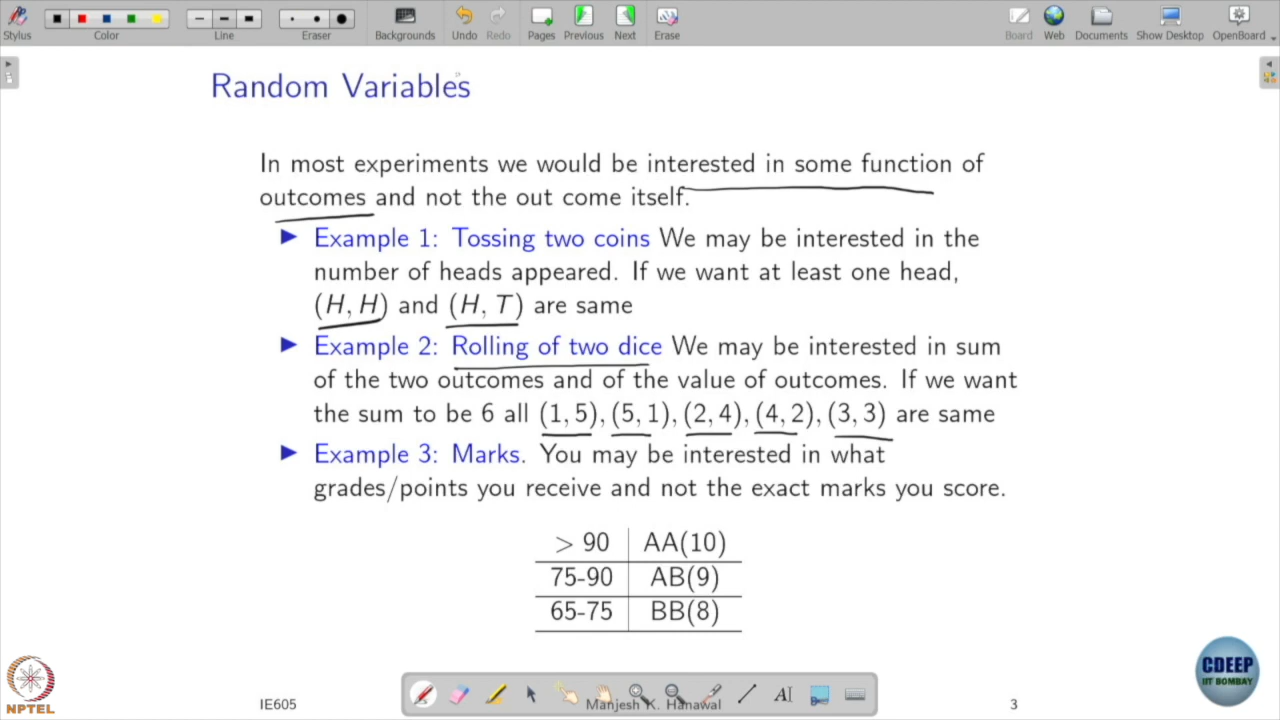 Stylus Color Line Eraser Backgrounds Undo Redo Pages Previous Next Erase Board Web Documents Show Desktop OpenBoard
Random Variables
In most experiments we would be interested in some function of
outcomes and not the out come itself.
Example 1: Tossing two coins We may be interested in the
number of heads appeared. If we want at least one head,
(H, H) and (H, T) are same
Example 2: Rolling of two dice We may be interested in sum
of the two outcomes and of the value of outcomes. If we want
the sum to be 6 all (1, 5), (5, 1), (2, 4), (4, 2), (3, 3) are same
Example 3: Marks. You may be interested in what
grades/points you receive and not the exact marks you score.
> 90 AA(10)
75-90 AB(9)
65-75 BB(8)
NPTEL
IE605 Manjesh K. Hanawal 3
CDEEP
IIT BOMBAY